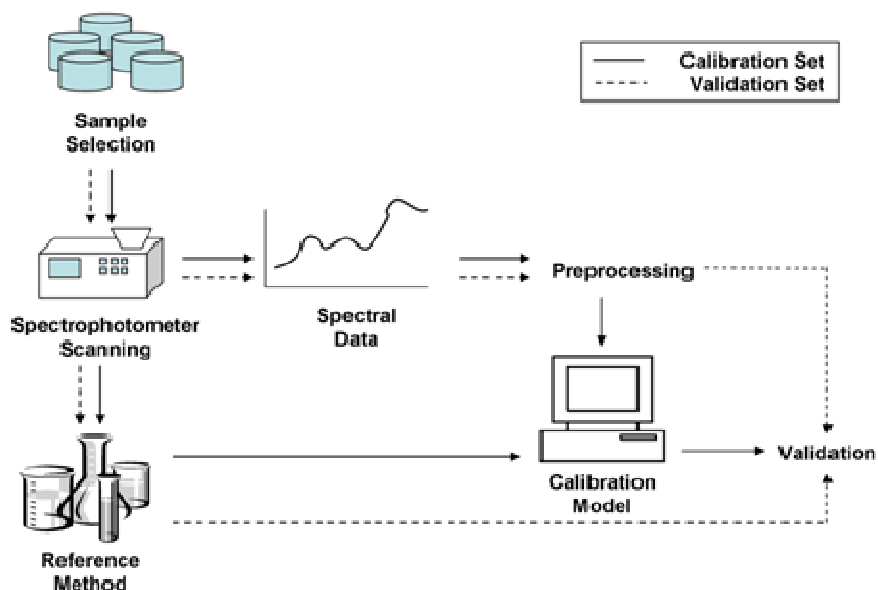 Calibration Set
Validation Set
Sample
Selection
Spectrophotometer
Scanning
Spectral
Data
Preprocessing
Calibration
Model
Validation
Reference
Method